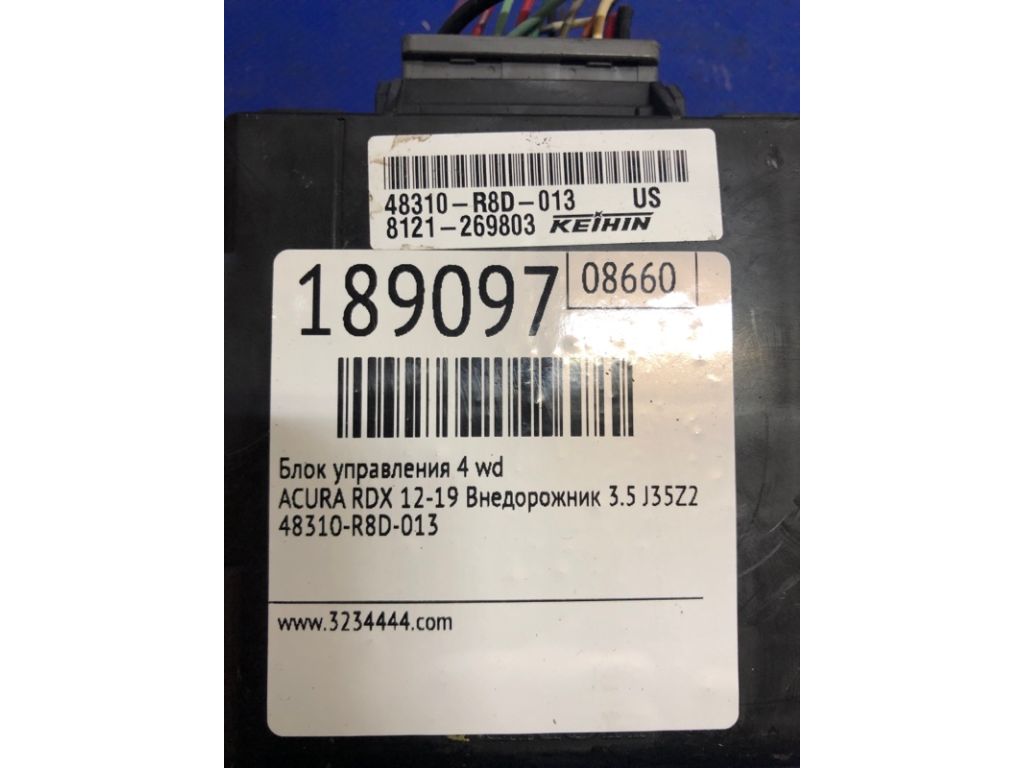 48310-R8D-013 US
8121-269803 KEIHIN
189097 08660
Блок управления 4 wd
ACURA RDX 12-19 Внедорожник 3.5 J35Z2
48310-R8D-013
www.3234444.com